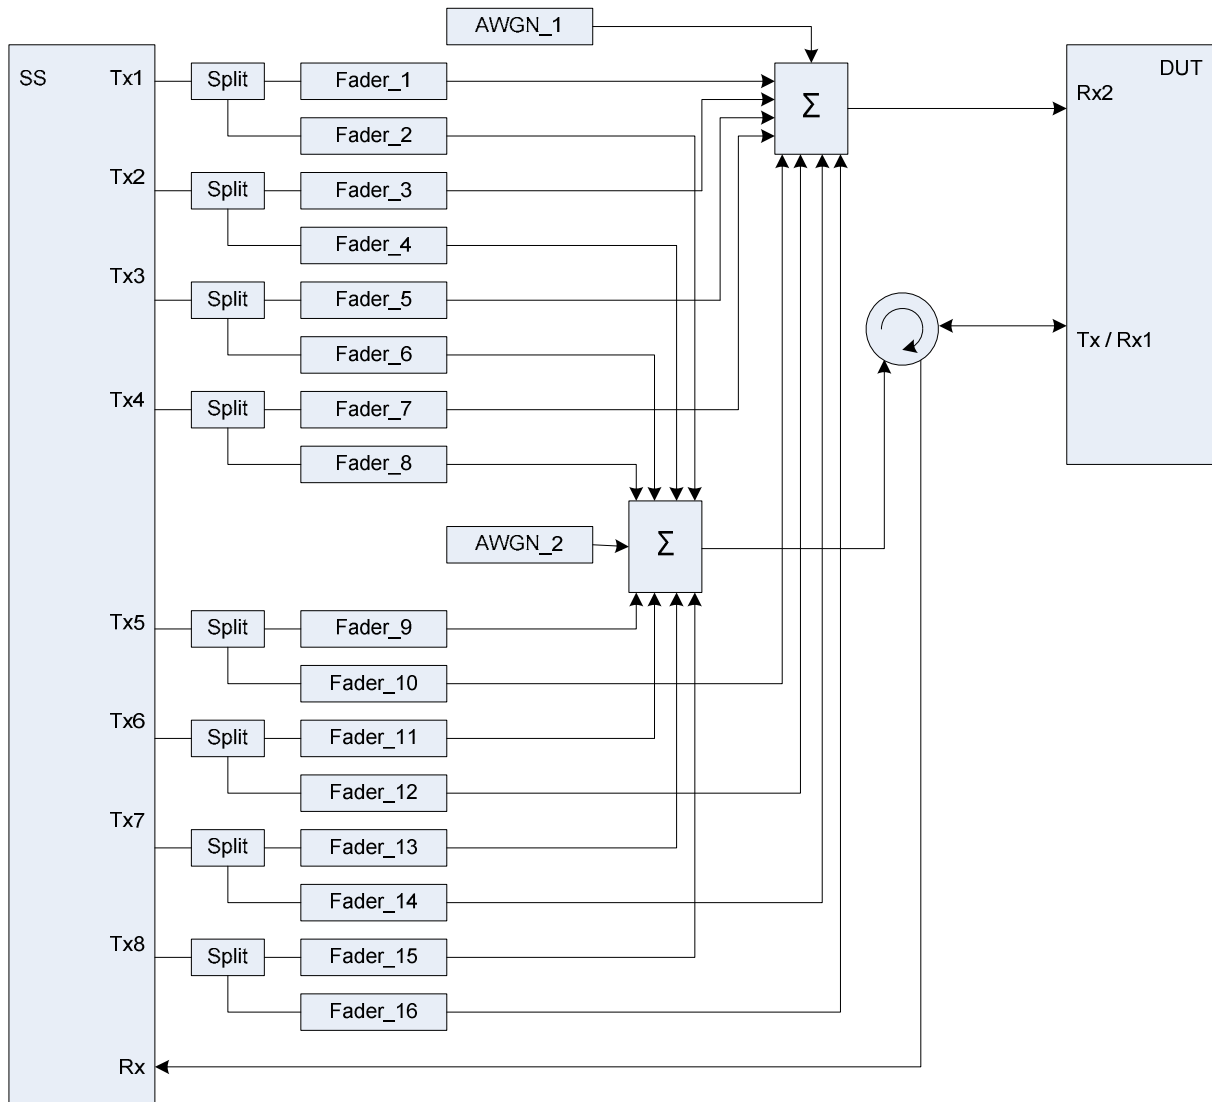 AWGN_1
SS
Tx1
Split
Fader_1
Σ
DUT
Rx2
Fader_2
Tx2
Split
Fader_3
Fader_4
Tx3
Split
Fader_5
Fader_6
Tx / Rx1
Tx4
Split
Fader_7
Fader_8
AWGN_2
Σ
Tx5
Split
Fader_9
Fader_10
Tx6
Split
Fader_11
Fader_12
Tx7
Split
Fader_13
Fader_14
Tx8
Split
Fader_15
Fader_16
Rx